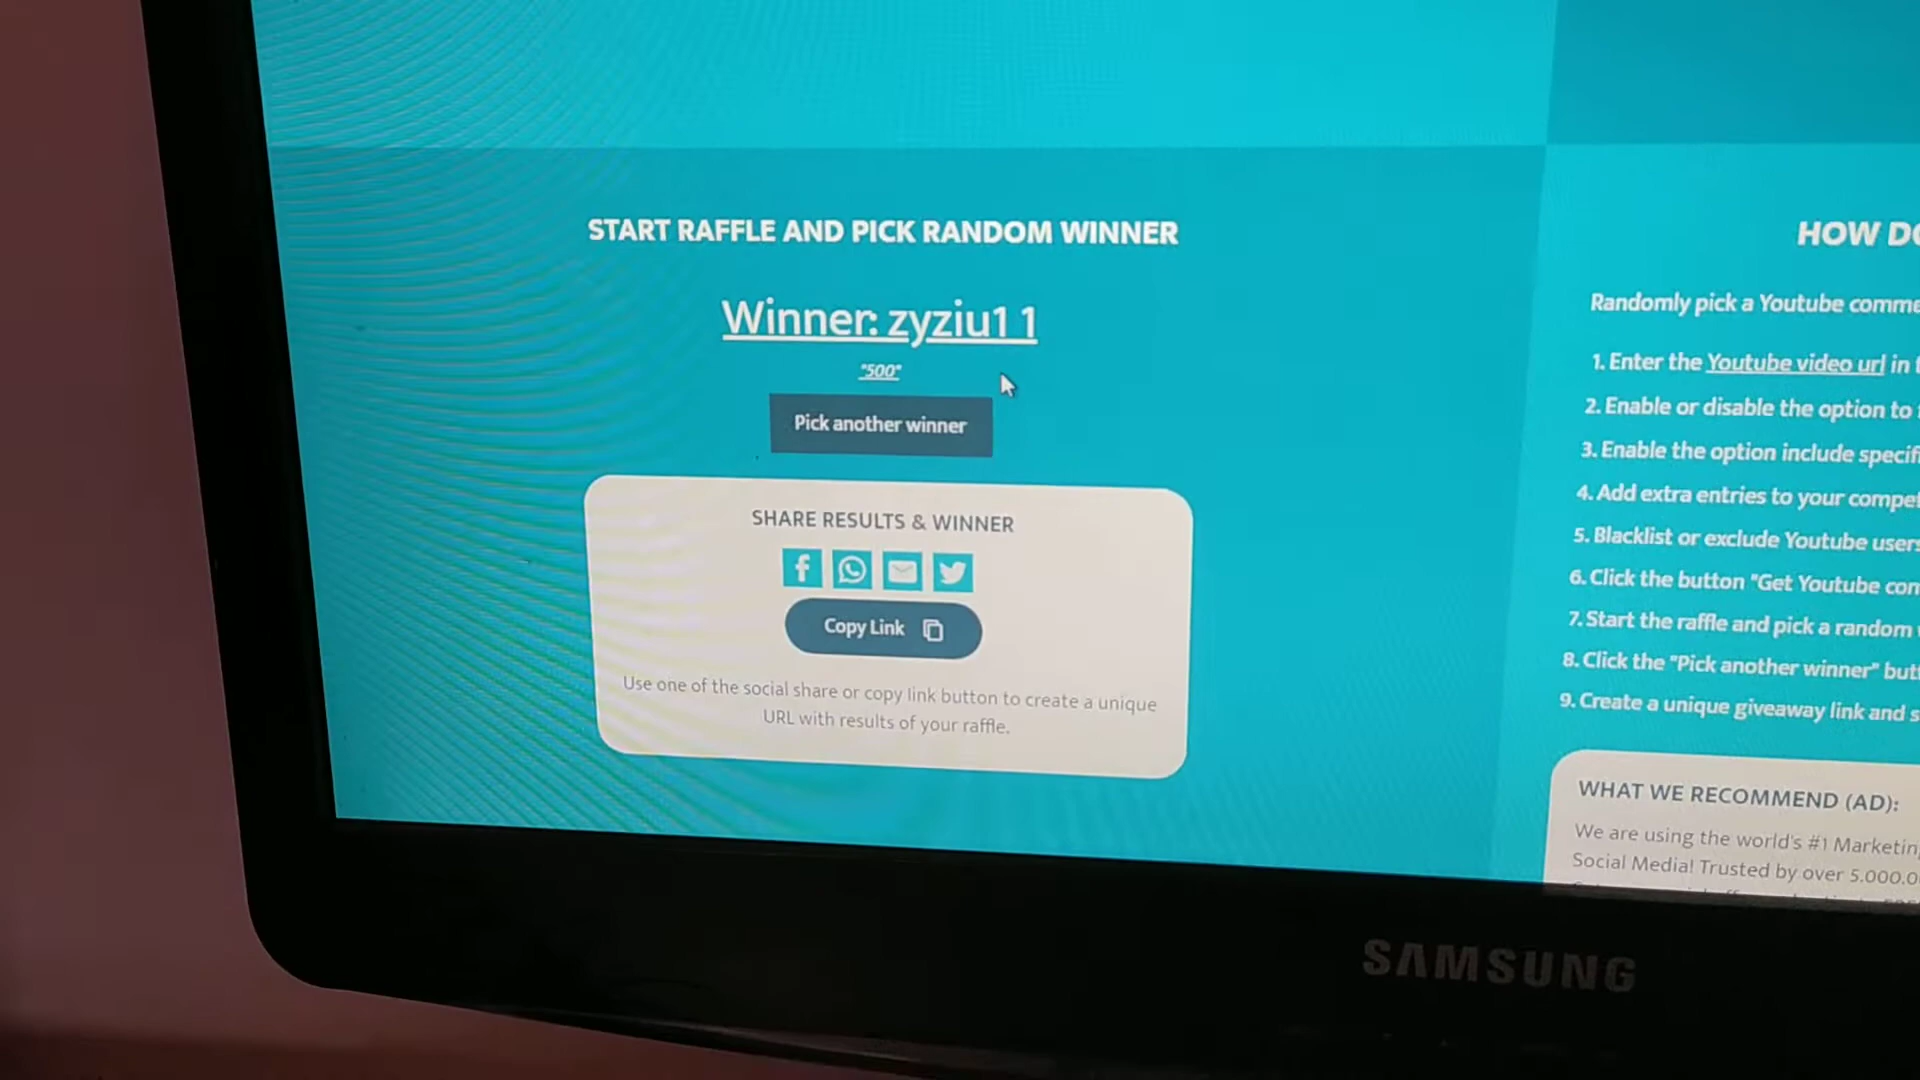 START RAFFLE AND PICK RANDOM WINNER
Winner: zyziu11
"500"
Pick another winner
SHARE RESULTS & WINNER
Copy Link
Use one of the social share or copy link button to create a unique
URL with results of your raffle.
HOW DO
Randomly pick a Youtube comme
1. Enter the Youtube video url in
2. Enable or disable the option to
3. Enable the option include specif
4. Add extra entries to your compe
5. Blacklist or exclude Youtube users
6. Click the button "Get Youtube com
7. Start the raffle and pick a random
8. Click the "Pick another winner" but
9. Create a unique giveaway link and s
WHAT WE RECOMMEND (AD):
We are using the world's #1 Marketin
Social Media! Trusted by over 5.000.0
SAMSUNG